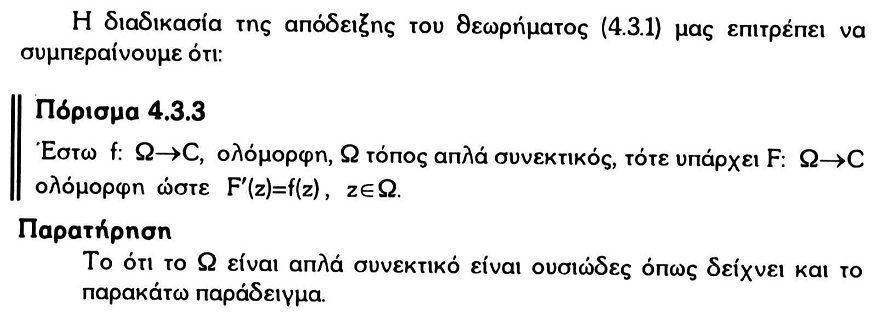 Η διαδικασία της απόδειξης του θεωρήματος (4.3.1) μας επιτρέπει να
συμπεραίνουμε ότι:
Πόρισμα 4.3.3
Έστω f: Ω→C, ολόμορφη, Ω τόπος απλά συνεκτικός, τότε υπάρχει F: Ω→C
ολόμορφη ώστε F′(z)=f(z), z∈Ω.
Παρατήρηση
Το ότι το Ω είναι απλά συνεκτικό είναι ουσιώδες όπως δείχνει και το
παρακάτω παράδειγμα.